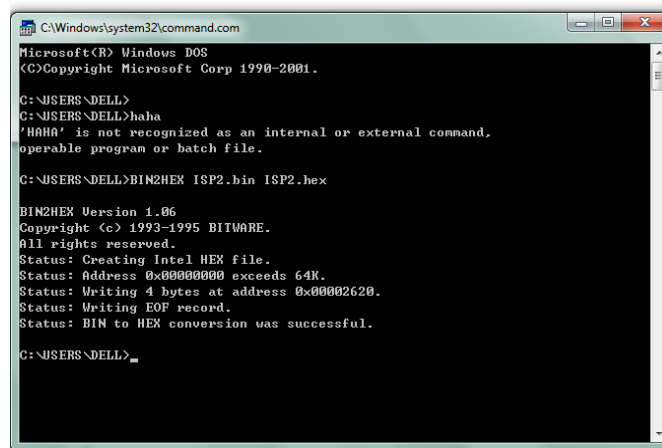 C:\Windows\system32\command.com
Microsoft(R) Windows DOS
(C)Copyright Microsoft Corp 1990-2001.
C:\USERS\DELL>
C:\USERS\DELL>haha
'HAHA' is not recognized as an internal or external command,
operable program or batch file.
C:\USERS\DELL>BIN2HEX ISP2.bin ISP2.hex
BIN2HEX Version 1.06
Copyright (c) 1993-1995 BITWARE.
All rights reserved.
Status: Creating Intel HEX file.
Status: Address 0x00000000 exceeds 64K.
Status: Writing 4 bytes at address 0x00002620.
Status: Writing EOF record.
Status: BIN to HEX conversion was successful.
C:\USERS\DELL>_